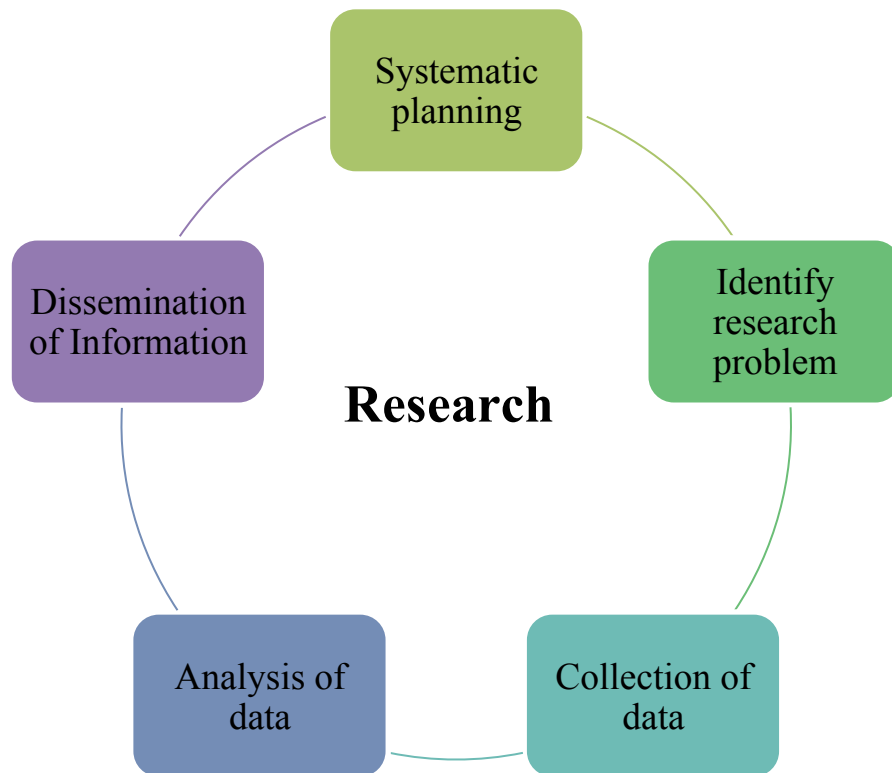 Systematic
planning
Identify
research
problem
Collection of
data
Analysis of
data
Dissemination
of Information
Research